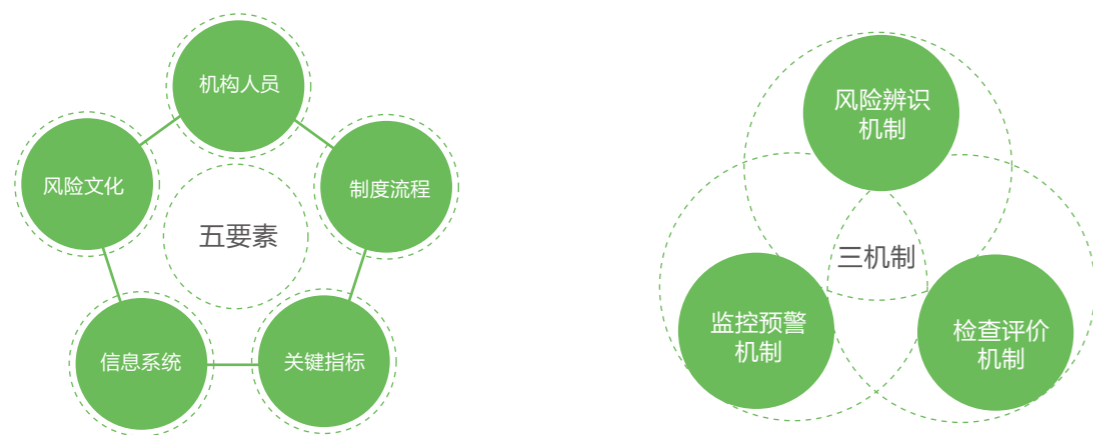 机构人员
风险文化
制度流程
五要素
信息系统
关键指标
风险辨识
机制
三机制
监控预警
机制
检查评价
机制